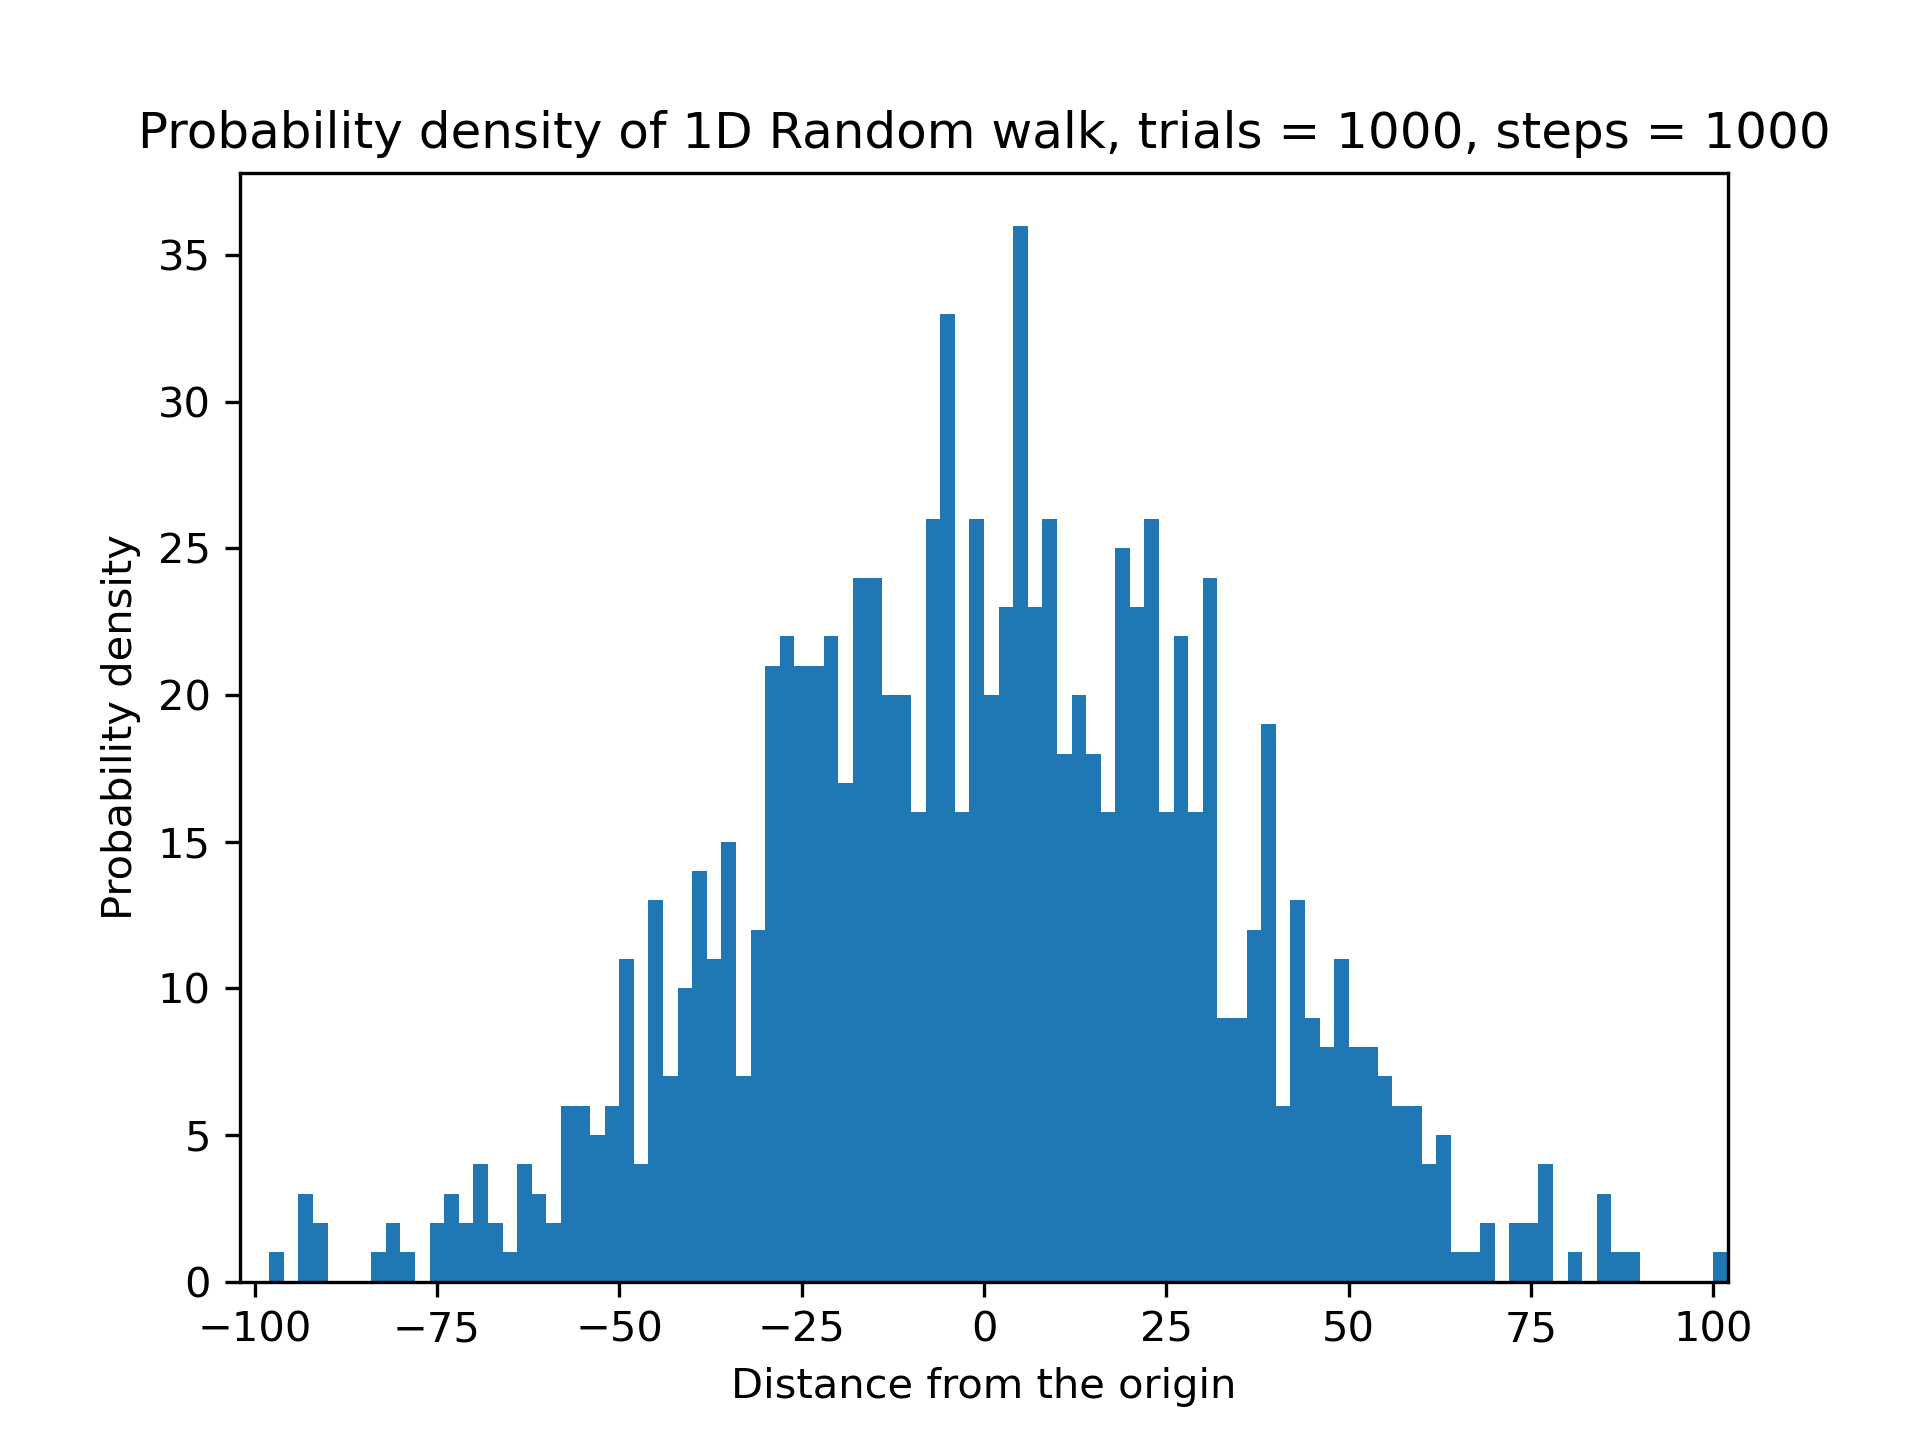 Probability density of 1D Random walk, trials = 1000, steps = 1000
Probability density
35
30
25
20
15
10
5
0
−100 −75 −50 −25 0 25 50 75 100
Distance from the origin